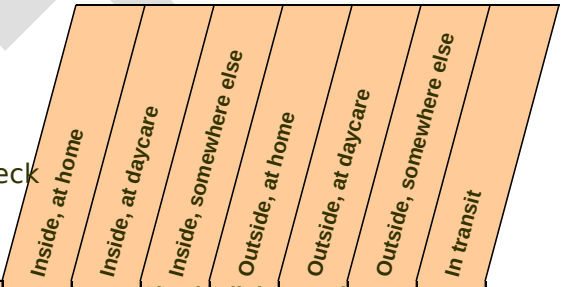 eck
Inside, at home
Inside, at daycare
Inside, somewhere else
Outside, at home
Outside, at daycare
Outside, somewhere else
In transit